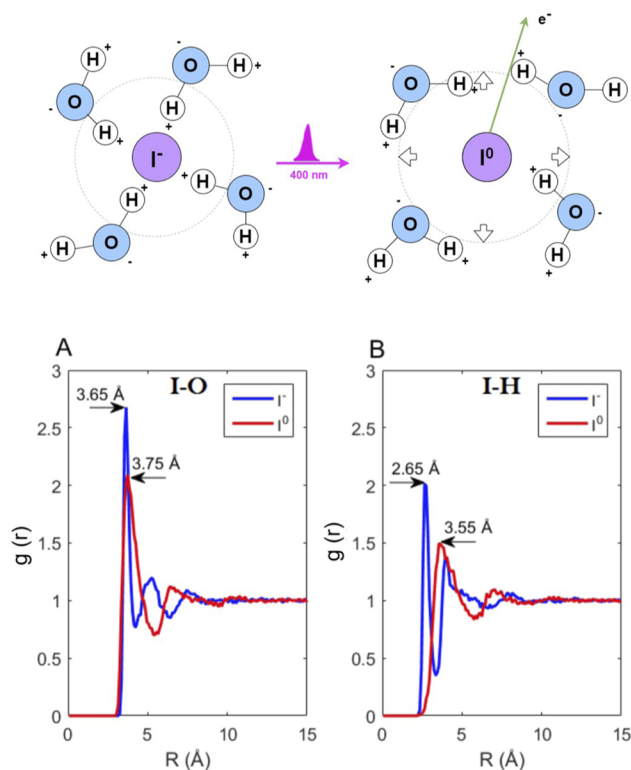 H + - O H + O H + H +
I⁻
400 nm
+ H - O H +
+ H O - H +
e⁻
- O H + H + + H O - H
I⁰
- O H + H + H O - H +
A
I-O
3.65 Å
3.75 Å
I⁻
I⁰
g (r)
3
2.5
2
1.5
1
0.5
0
0 5 10 15
R (Å)
B
I-H
2.65 Å
3.55 Å
I⁻
I⁰
g (r)
3
2.5
2
1.5
1
0.5
0
0 5 10 15
R (Å)